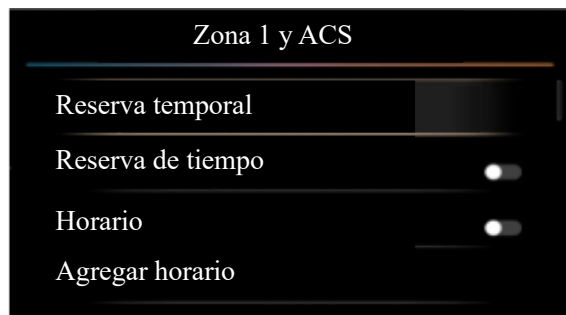 Zona 1 y ACS
Reserva temporal
Reserva de tiempo
Horario
Agregar horario